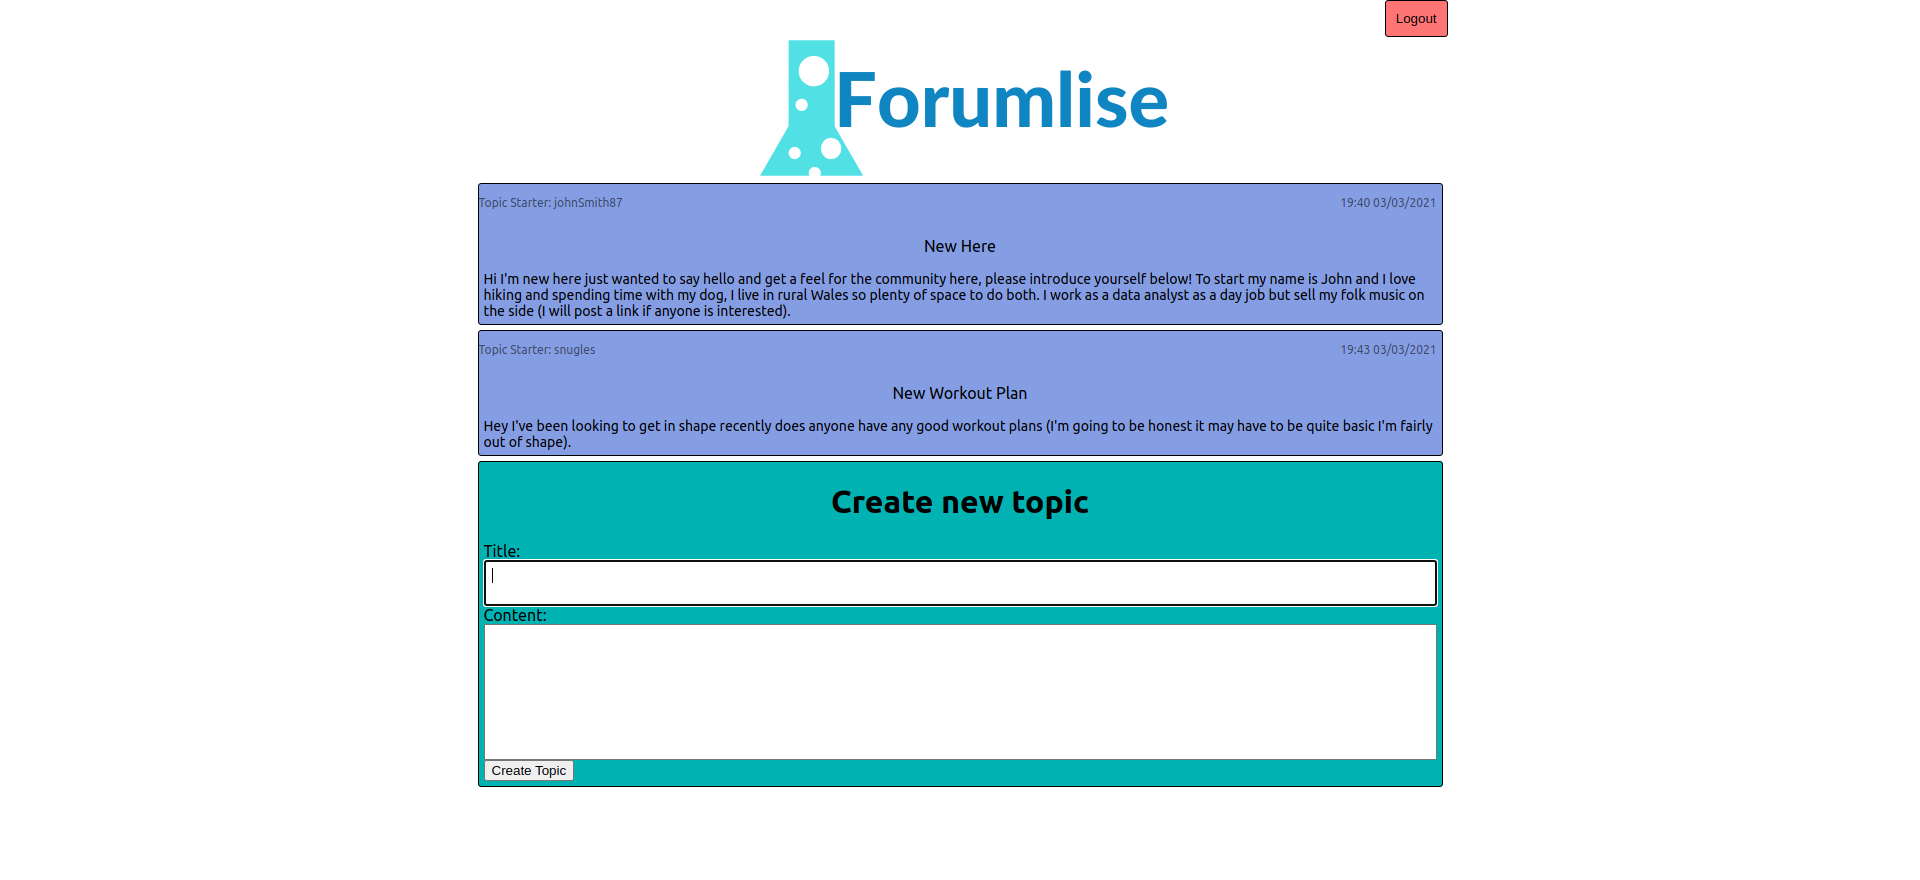 Logout
Forumlise
Topic Starter: johnSmith87 19:40 03/03/2021
New Here
Hi I'm new here just wanted to say hello and get a feel for the community here, please introduce yourself below! To start my name is John and I love
hiking and spending time with my dog, I live in rural Wales so plenty of space to do both. I work as a data analyst as a day job but sell my folk music on
the side (I will post a link if anyone is interested).
Topic Starter: snugles 19:43 03/03/2021
New Workout Plan
Hey I've been looking to get in shape recently does anyone have any good workout plans (I'm going to be honest it may have to be quite basic I'm fairly
out of shape).
Create new topic
Title:
Content:
Create Topic